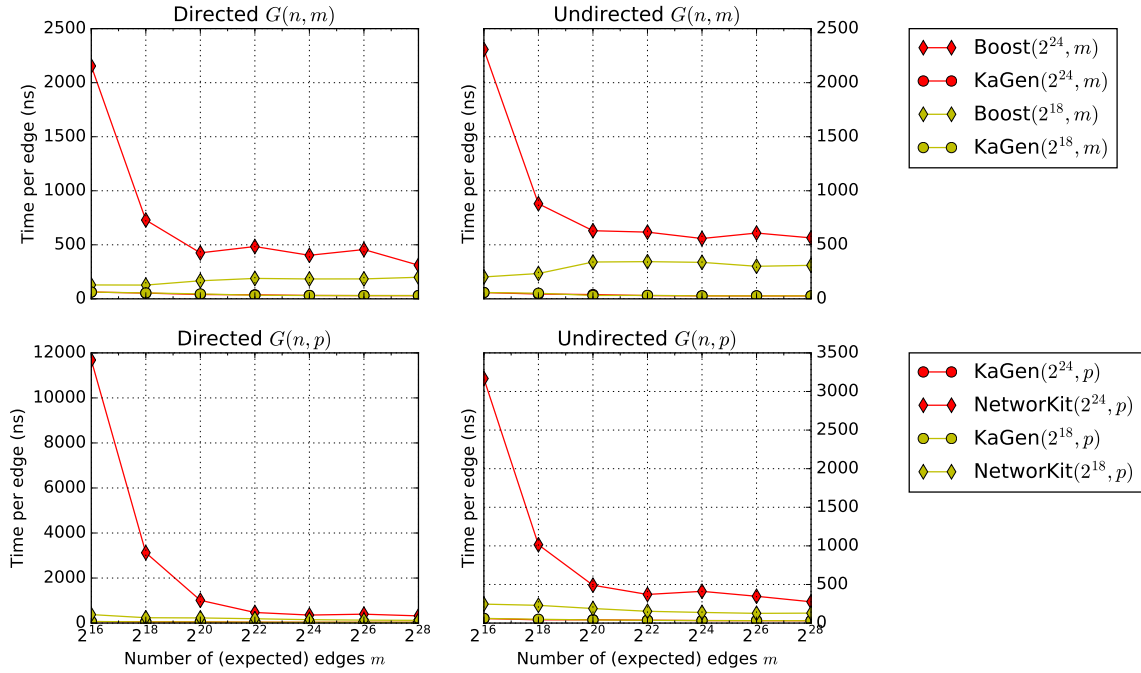 Directed G(n, m)
Undirected G(n, m)
2500
2000
1500
1000
500
0
Time per edge (ns)
2500
2000
1500
1000
500
0
Boost(2^24, m)
KaGen(2^24, m)
Boost(2^18, m)
KaGen(2^18, m)
Directed G(n, p)
Undirected G(n, p)
12000
10000
8000
6000
4000
2000
0
Time per edge (ns)
2^16 2^18 2^20 2^22 2^24 2^26 2^28
Number of (expected) edges m
Time per edge (ns)
Time per edge (ns)
3500
3000
2500
2000
1500
1000
500
0
2^16 2^18 2^20 2^22 2^24 2^26 2^28
Number of (expected) edges m
KaGen(2^24, p)
NetworKit(2^24, p)
KaGen(2^18, p)
NetworKit(2^18, p)